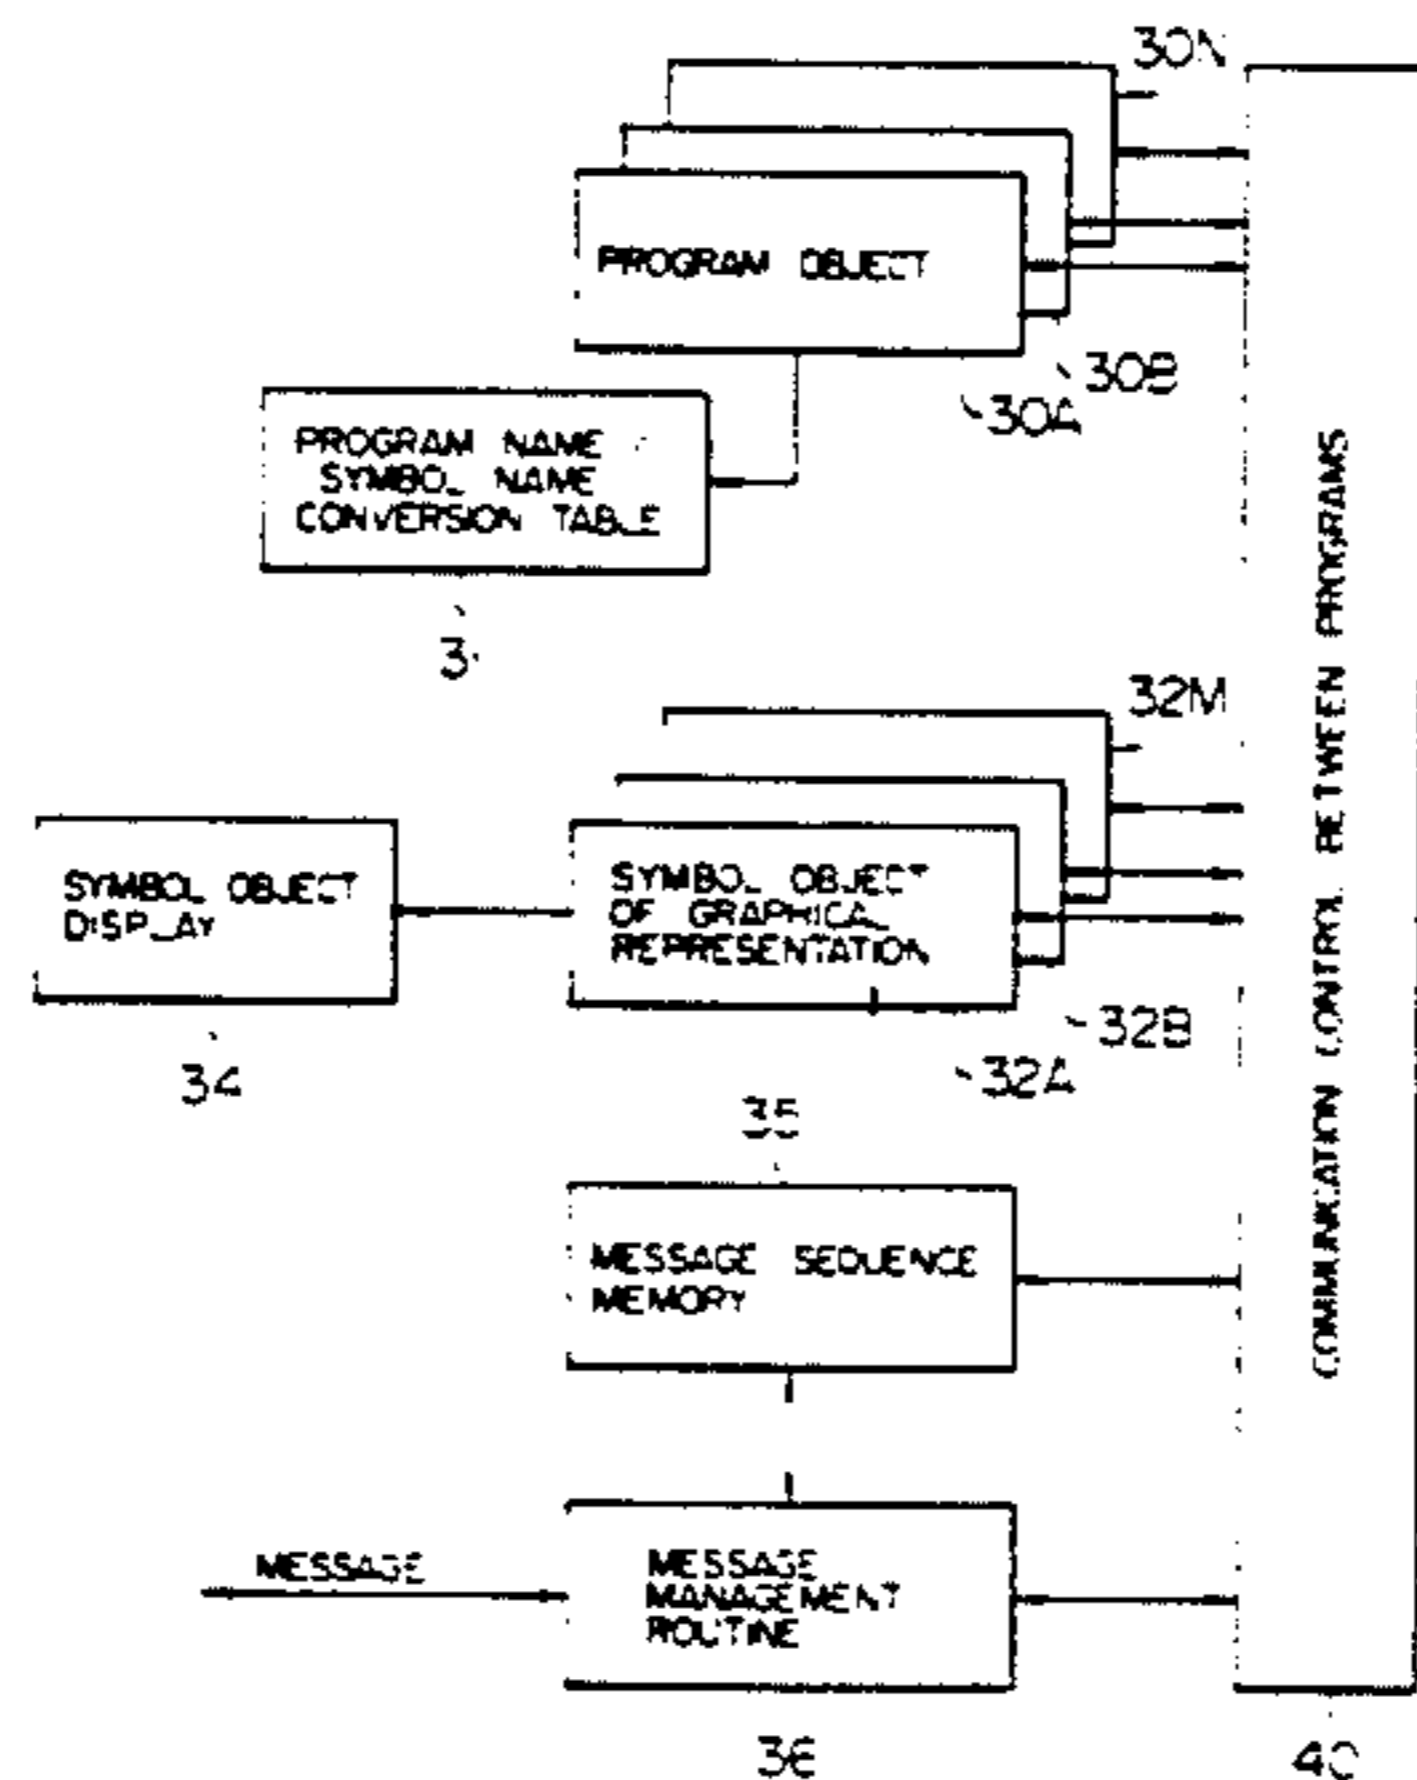 30N
PROGRAM OBJECT
30B
30A
PROGRAM NAME
SYMBOL NAME
CONVERSION TABLE
32M
SYMBOL OBJECT
DISPLAY
34
SYMBOL OBJECT
OF GRAPHICAL
REPRESENTATION
32B
32A
MESSAGE SEQUENCE
MEMORY
MESSAGE
MESSAGE
MANAGEMENT
ROUTINE
36
COMMUNICATION CONTROL BETWEEN PROGRAMS
40